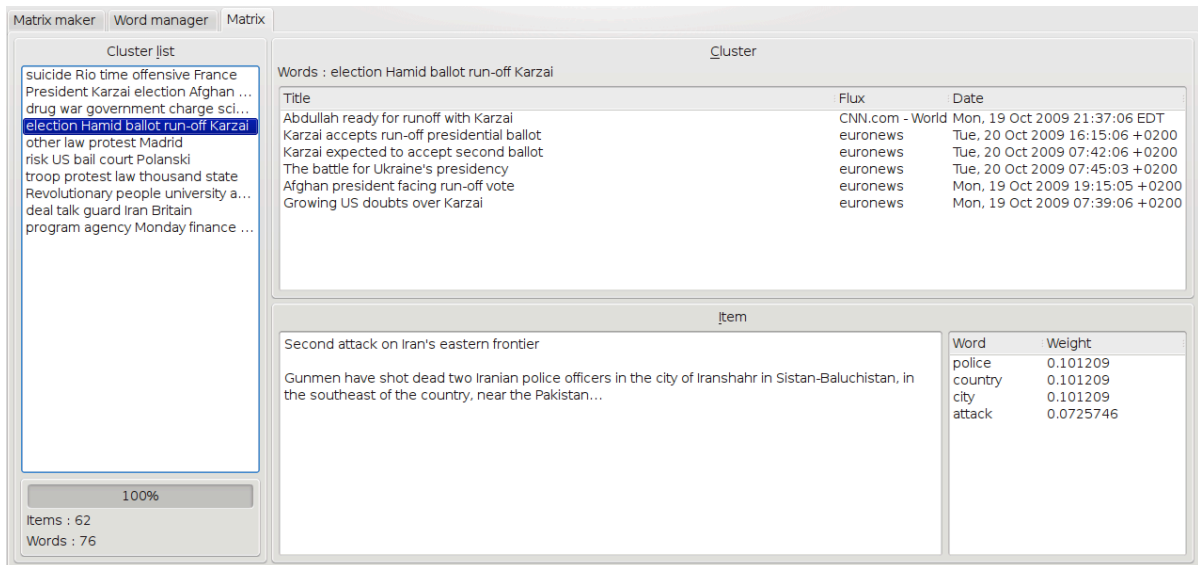 Matrix maker Word manager Matrix
Cluster list
suicide Rio time offensive France
President Karzai election Afghan ...
drug war government charge sci...
election Hamid ballot run-off Karzai
other law protest Madrid
risk US bail court Polanski
troop protest law thousand state
Revolutionary people university a...
deal talk guard Iran Britain
program agency Monday finance ...
100%
Items : 62
Words : 76
Cluster
Words : election Hamid ballot run-off Karzai
Title Flux Date
Abdullah ready for runoff with Karzai CNN.com - World Mon, 19 Oct 2009 21:37:06 EDT
Karzai accepts run-off presidential ballot euronews Tue, 20 Oct 2009 16:15:06 +0200
Karzai expected to accept second ballot euronews Tue, 20 Oct 2009 07:42:06 +0200
The battle for Ukraine's presidency euronews Tue, 20 Oct 2009 07:45:03 +0200
Afghan president facing run-off vote euronews Mon, 19 Oct 2009 19:15:05 +0200
Growing US doubts over Karzai euronews Mon, 19 Oct 2009 07:39:06 +0200
Item
Second attack on Iran's eastern frontier
Gunmen have shot dead two Iranian police officers in the city of Iranshahr in Sistan-Baluchistan, in
the southeast of the country, near the Pakistan...
Word Weight
police 0.101209
country 0.101209
city 0.101209
attack 0.0725746